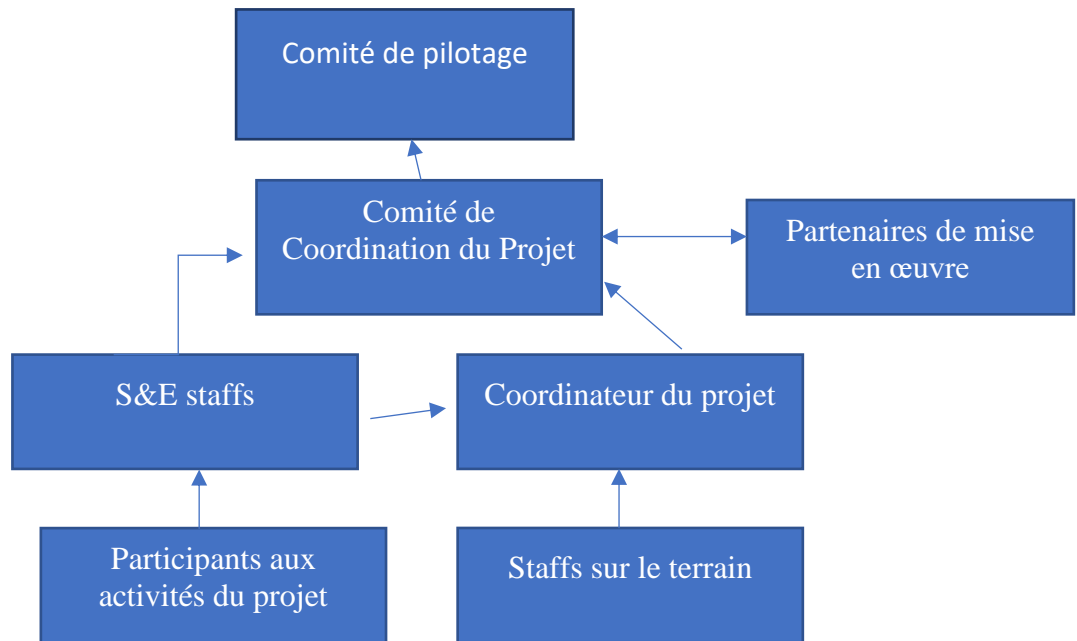 Comité de pilotage
Comité de
Coordination du Projet
Partenaires de mise
en œuvre
S&E staffs
Coordinateur du projet
Participants aux
activités du projet
Staffs sur le terrain